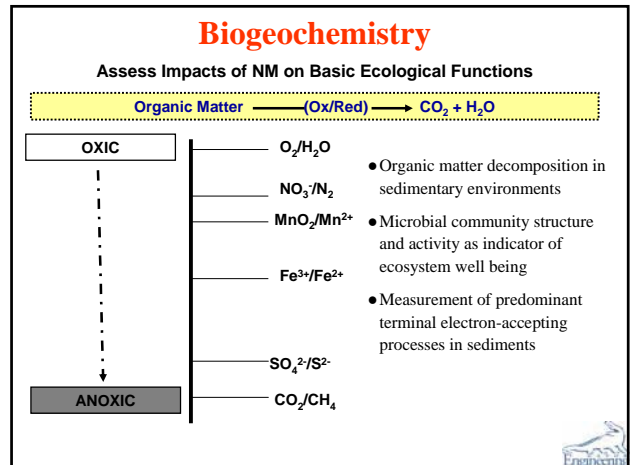 Biogeochemistry
Assess Impacts of NM on Basic Ecological Functions
Organic Matter (Ox/Red) CO₂ + H₂O
OXIC
O₂/H₂O
NO₃⁻/N₂
MnO₂/Mn²⁺
Fe³⁺/Fe²⁺
SO₄²⁻/S²⁻
ANOXIC
CO₂/CH₄
● Organic matter decomposition in
sedimentary environments
● Microbial community structure
and activity as indicator of
ecosystem well being
● Measurement of predominant
terminal electron-accepting
processes in sediments
Engineering